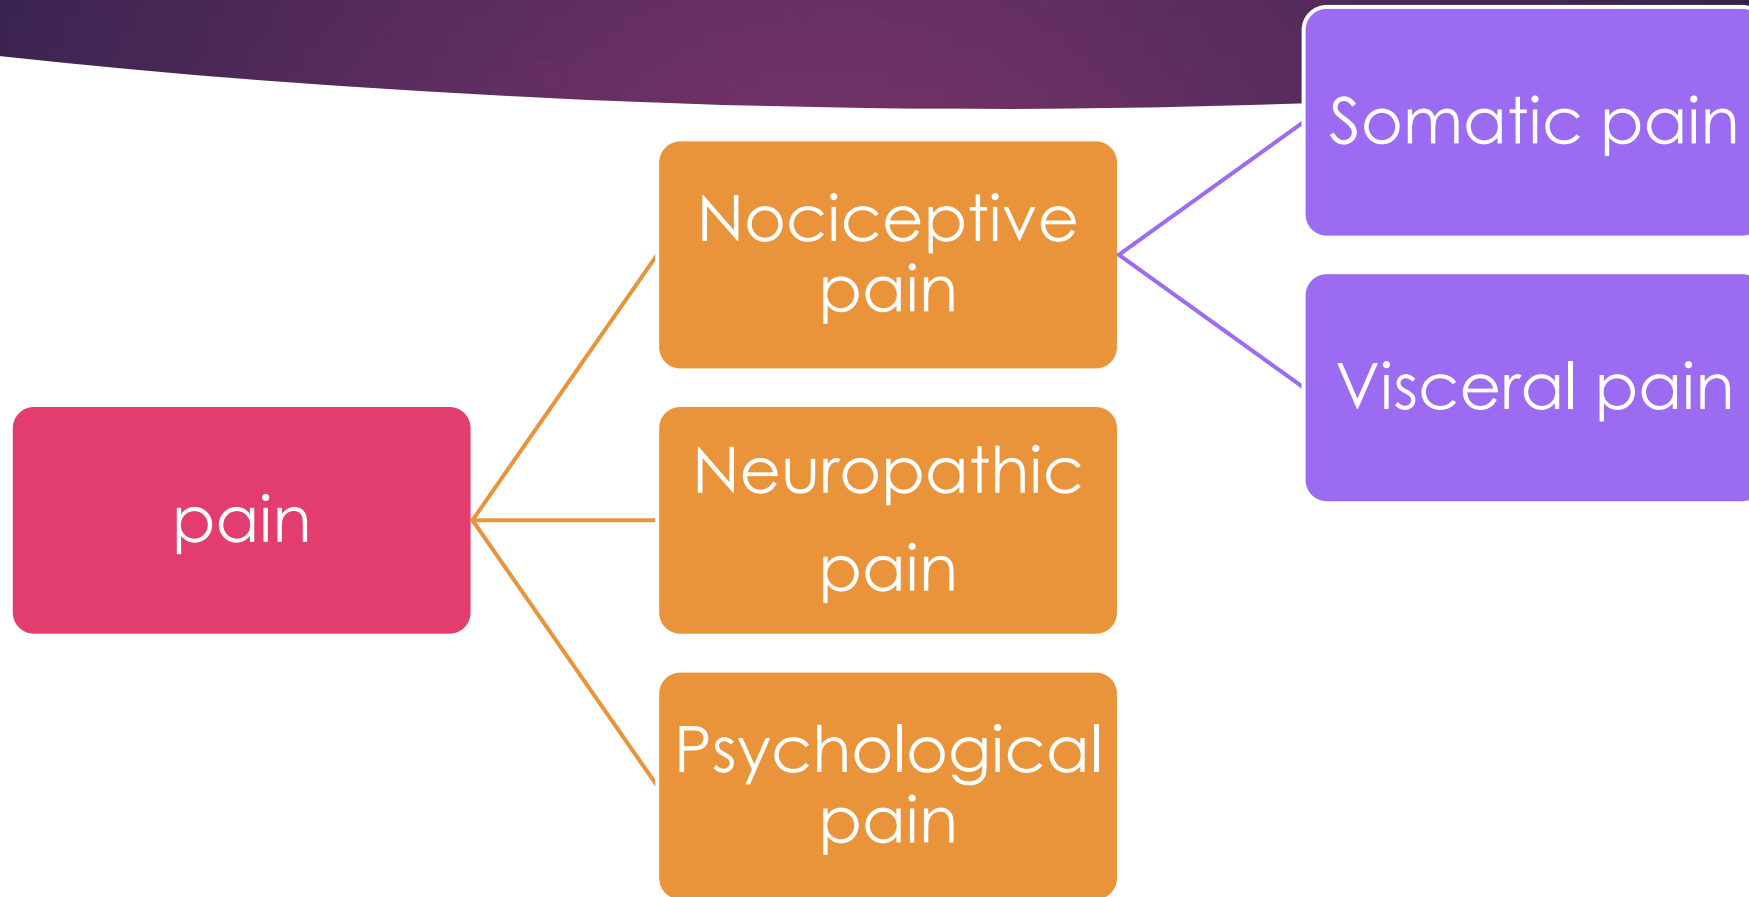 pain
Nociceptive
pain
Neuropathic
pain
Psychological
pain
Somatic pain
Visceral pain